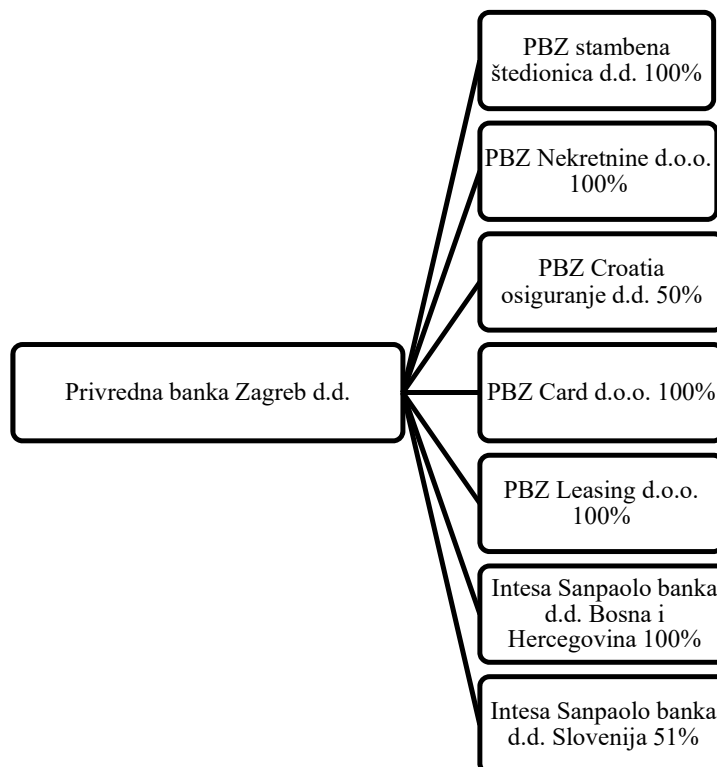 PBZ stambena
štedionica d.d. 100%
PBZ Nekretnine d.o.o.
100%
PBZ Croatia
osiguranje d.d. 50%
Privredna banka Zagreb d.d.
PBZ Card d.o.o. 100%
PBZ Leasing d.o.o.
100%
Intesa Sanpaolo banka
d.d. Bosna i
Hercegovina 100%
Intesa Sanpaolo banka
d.d. Slovenija 51%